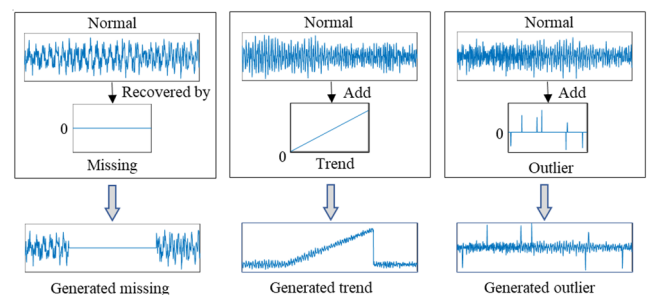 Normal
Recovered by
0
Missing
Generated missing
Normal
Add
0
Trend
Generated trend
Normal
Add
0
Outlier
Generated outlier